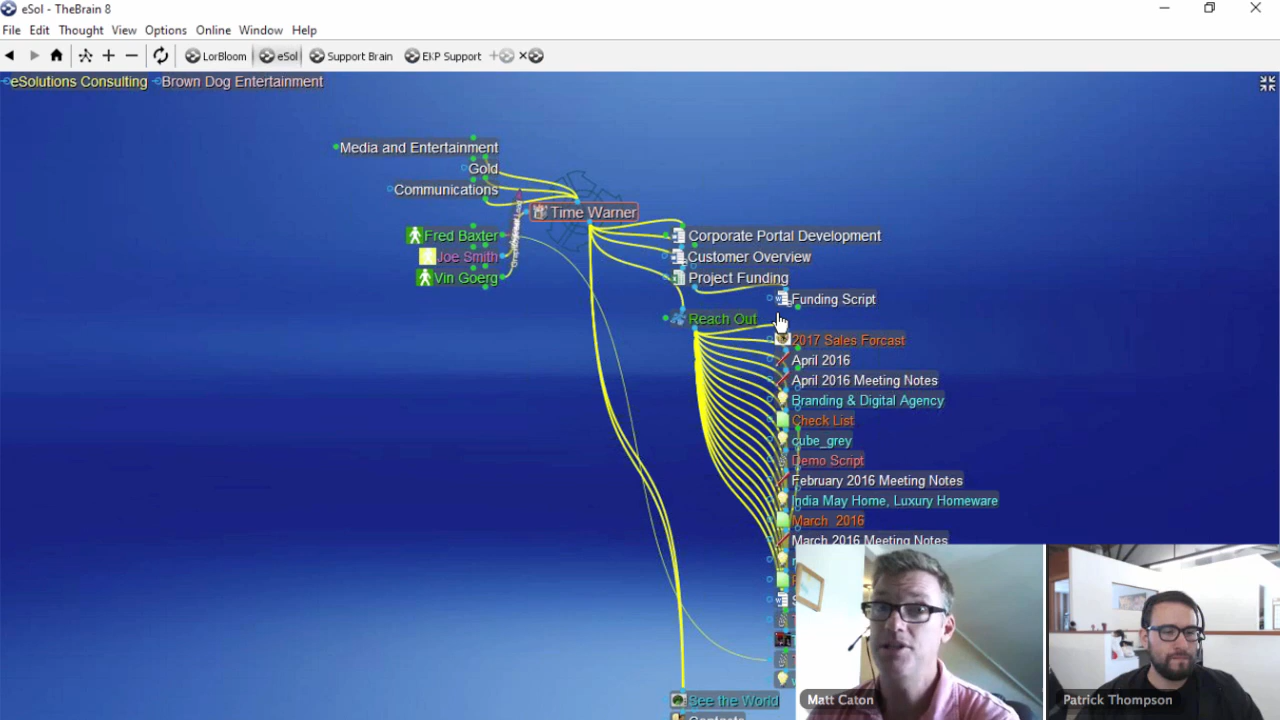 eSol - TheBrain 8
File Edit Thought View Options Online Window Help
LorBloom eSol Support Brain EKP Support
eSolutions Consulting Brown Dog Entertainment
Media and Entertainment
Gold
Communications
Time Warner
Fred Baxter
Joe Smith
Vin Goerg
Corporate Portal Development
Customer Overview
Project Funding
Funding Script
Reach Out
2017 Sales Forcast
April 2016
April 2016 Meeting Notes
Branding & Digital Agency
Check List
cube_grey
Demo Script
February 2016 Meeting Notes
India May Home, Luxury Homeware
March 2016
March 2016 Meeting Notes
See the World
Contacts
Matt Caton
Patrick Thompson